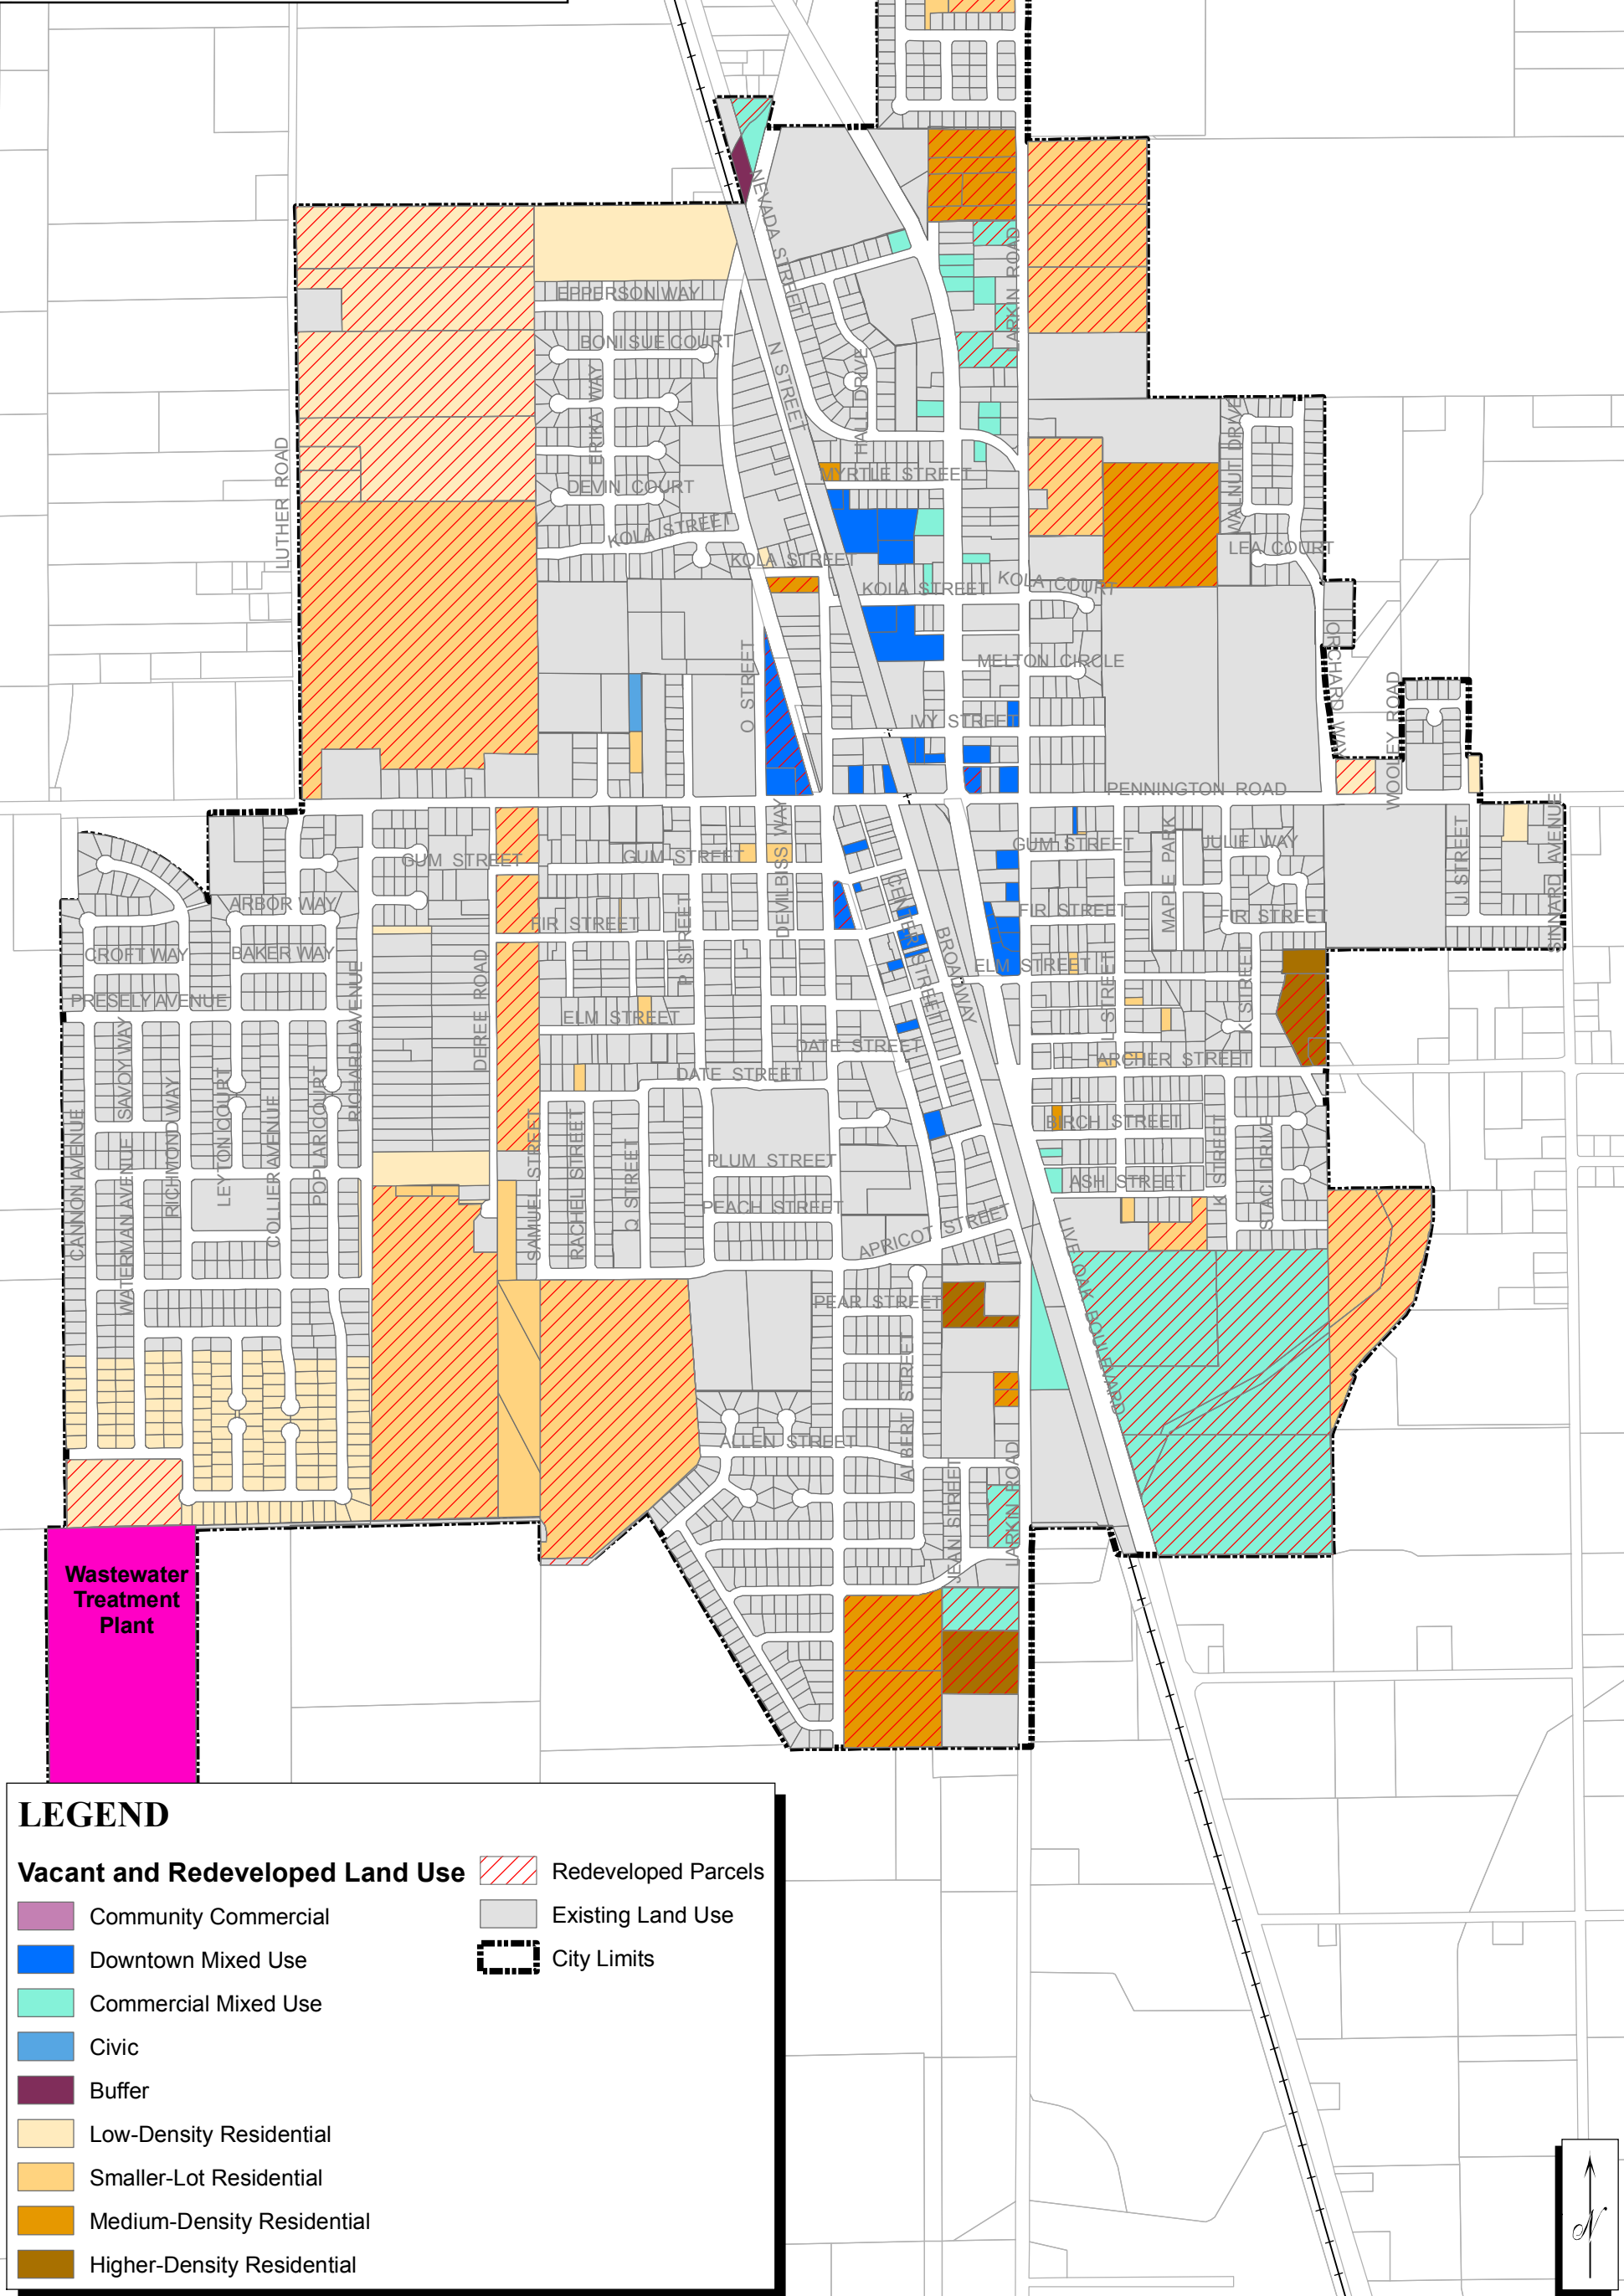 NEVADA STREET
LARKIN ROAD
EPPERSON WAY
BONI SUE COURT
N STREET
HALL DRIVE
ERIKA WAY
WALNUT DRIVE
LUTHER ROAD
MYRTLE STREET
DEVIN COURT
KOLA STREET
KOLA STREET
LEA COURT
KOLA STREET
KOLA COURT
O STREET
MELTON CIRCLE
ORCHARD WAY
IVY STREET
WOOLEY ROAD
PENNINGTON ROAD
DEMLBISS WAY
GUM STREET
GUM STREET
GUM STREET
MAPLE PARK
JULIE WAY
U STREET
SINNARD AVENUE
ARBOR WAY
FIR STREET
P STREET
CENTER STREET
BROADWAY
FIR STREET
FIR STREET
CROFT WAY
BAKER WAY
ELM STREET
L STREET
K STREET
PRESELY AVENUE
RICHARD AVENUE
DEREE ROAD
ELM STREET
DATE STREET
DATE STREET
ARCHER STREET
SAVOY WAY
LEYTON COURT
POPLAR COURT
BIRCH STREET
CANNON AVENUE
WATERMAN AVENUE
RICHMOND WAY
COLLIER AVENUE
SAMUEL STREET
RACHEL STREET
Q STREET
PLUM STREET
PEACH STREET
APRICOT STREET
ASH STREET
K STREET
STACI DRIVE
LIVE OAK BOULEVARD
PEAR STREET
ALBERT STREET
ALLEN STREET
JEAN STREET
LARKIN ROAD
Wastewater
Treatment
Plant
LEGEND
Vacant and Redeveloped Land Use
Community Commercial
Downtown Mixed Use
Commercial Mixed Use
Civic
Buffer
Low-Density Residential
Smaller-Lot Residential
Medium-Density Residential
Higher-Density Residential
Redeveloped Parcels
Existing Land Use
City Limits
N